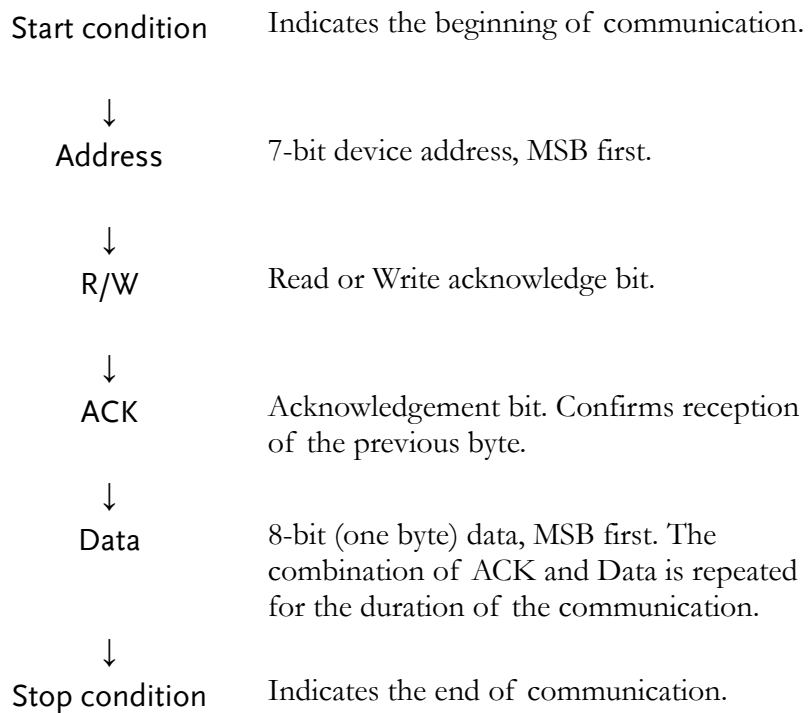 Start condition Indicates the beginning of communication.
↓
Address 7-bit device address, MSB first.
↓
R/W Read or Write acknowledge bit.
↓
ACK Acknowledgement bit. Confirms reception
of the previous byte.
↓
Data 8-bit (one byte) data, MSB first. The
combination of ACK and Data is repeated
for the duration of the communication.
↓
Stop condition Indicates the end of communication.